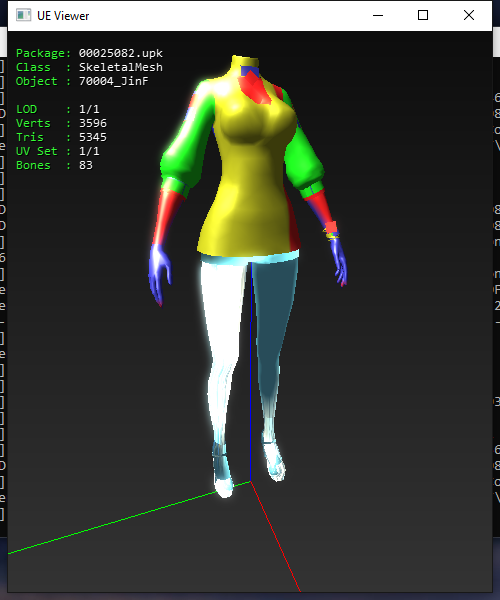 UE Viewer
Package: 00025082.upk
Class  : SkeletalMesh
Object : 70004_JinF
LOD    : 1/1
Verts  : 3596
Tris   : 5345
UV Set : 1/1
Bones  : 83